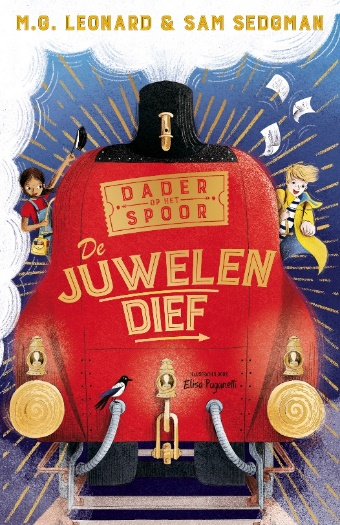 M.G. LEONARD & SAM SEDGMAN
DADER
OP HET
SPOOR
De
JUWELEN
DIEF
ILLUSTRATIES DOOR
Elisa Paganelli